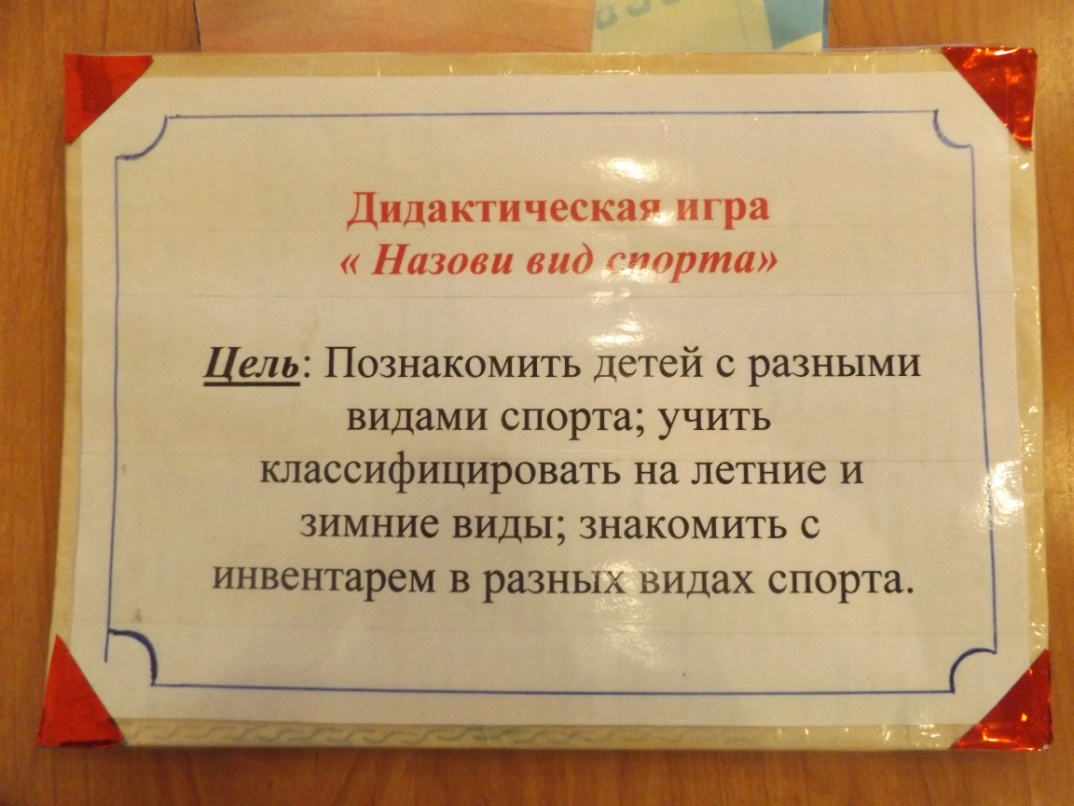 Дидактическая игра
« Назови вид спорта»
Цель: Познакомить детей с разными
видами спорта; учить
классифицировать на летние и
зимние виды; знакомить с
инвентарем в разных видах спорта.